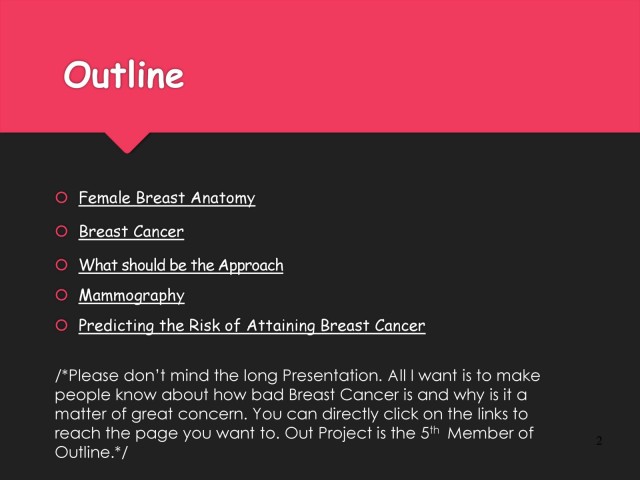 Outline
Female Breast Anatomy
Breast Cancer
What should be the Approach
Mammography
Predicting the Risk of Attaining Breast Cancer
/*Please don’t mind the long Presentation. All I want is to make
people know about how bad Breast Cancer is and why is it a
matter of great concern. You can directly click on the links to
reach the page you want to. Out Project is the 5th Member of
Outline.*/
2